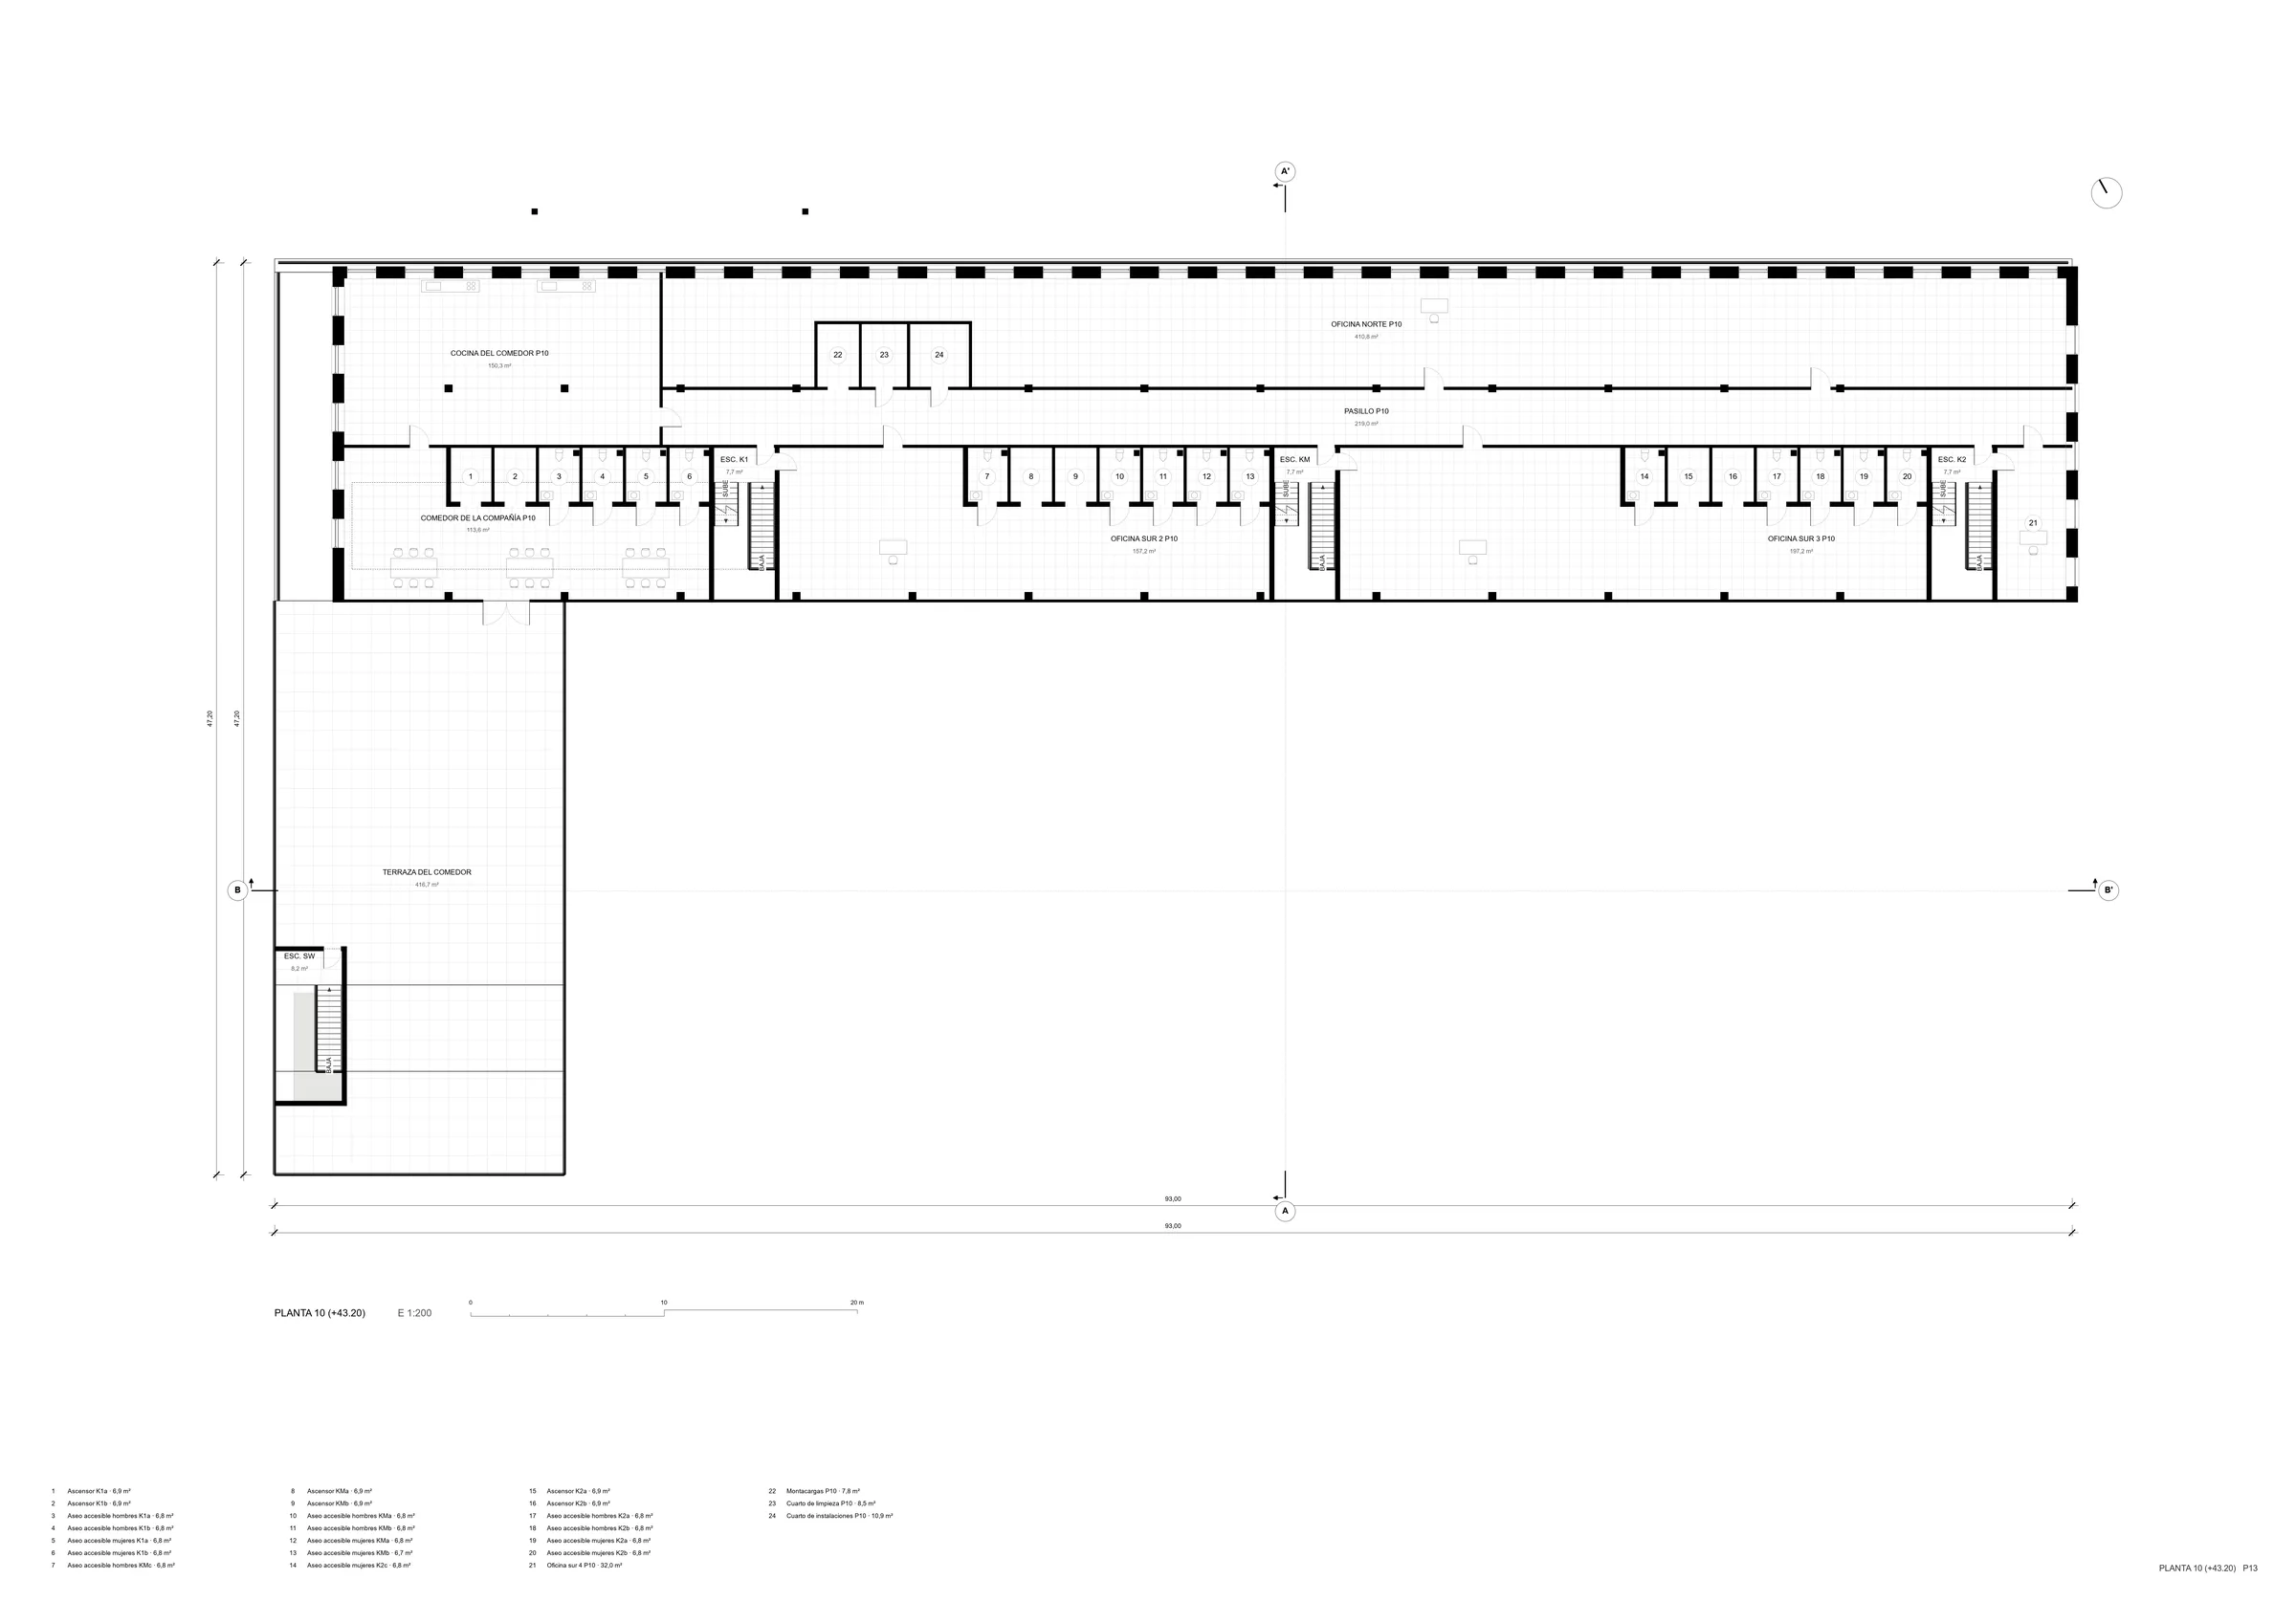 A'
OFICINA NORTE P10
410,8 m²
COCINA DEL COMEDOR P10
150,3 m²
22
23
24
PASILLO P10
219,0 m²
1
2
3
4
5
6
ESC. K1
7,7 m²
SUBE
BAJA
7
8
9
10
11
12
13
ESC. KM
7,7 m²
SUBE
BAJA
14
15
16
17
18
19
20
ESC. K2
7,7 m²
SUBE
BAJA
21
COMEDOR DE LA COMPAÑÍA P10
113,6 m²
OFICINA SUR 2 P10
157,2 m²
OFICINA SUR 3 P10
197,2 m²
47,20
47,20
TERRAZA DEL COMEDOR
416,7 m²
B
B'
ESC. SW
8,2 m²
BAJA
93,00
A
93,00
PLANTA 10 (+43.20)
E 1:200
0
10
20 m
1 Ascensor K1a · 6,9 m²
2 Ascensor K1b · 6,9 m²
3 Aseo accesible hombres K1a · 6,8 m²
4 Aseo accesible hombres K1b · 6,8 m²
5 Aseo accesible mujeres K1a · 6,8 m²
6 Aseo accesible mujeres K1b · 6,8 m²
7 Aseo accesible hombres KMc · 6,8 m²
8 Ascensor KMa · 6,9 m²
9 Ascensor KMb · 6,9 m²
10 Aseo accesible hombres KMa · 6,8 m²
11 Aseo accesible hombres KMb · 6,8 m²
12 Aseo accesible mujeres KMa · 6,8 m²
13 Aseo accesible mujeres KMb · 6,7 m²
14 Aseo accesible mujeres K2c · 6,8 m²
15 Ascensor K2a · 6,9 m²
16 Ascensor K2b · 6,9 m²
17 Aseo accesible hombres K2a · 6,8 m²
18 Aseo accesible hombres K2b · 6,8 m²
19 Aseo accesible mujeres K2a · 6,8 m²
20 Aseo accesible mujeres K2b · 6,8 m²
21 Oficina sur 4 P10 · 32,0 m²
22 Montacargas P10 · 7,8 m²
23 Cuarto de limpieza P10 · 8,5 m²
24 Cuarto de instalaciones P10 · 10,9 m²
PLANTA 10 (+43.20) P13